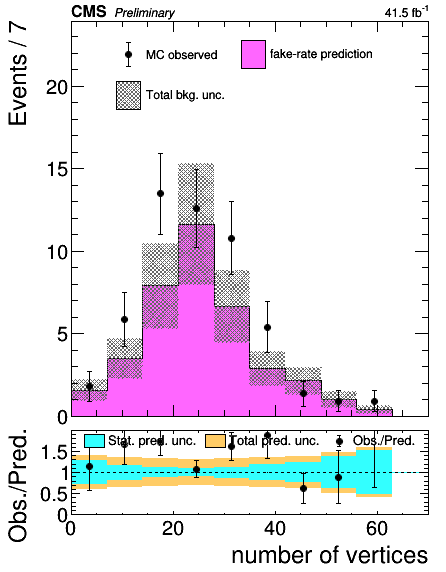 CMS Preliminary 41.5 fb-1
Events / 7
MC observed
fake-rate prediction
Total bkg. unc.
20
15
10
5
0
Obs./Pred.
Stat. pred. unc.
Total pred. unc.
Obs./Pred.
1.5
1
0.5
0
0 20 40 60
number of vertices